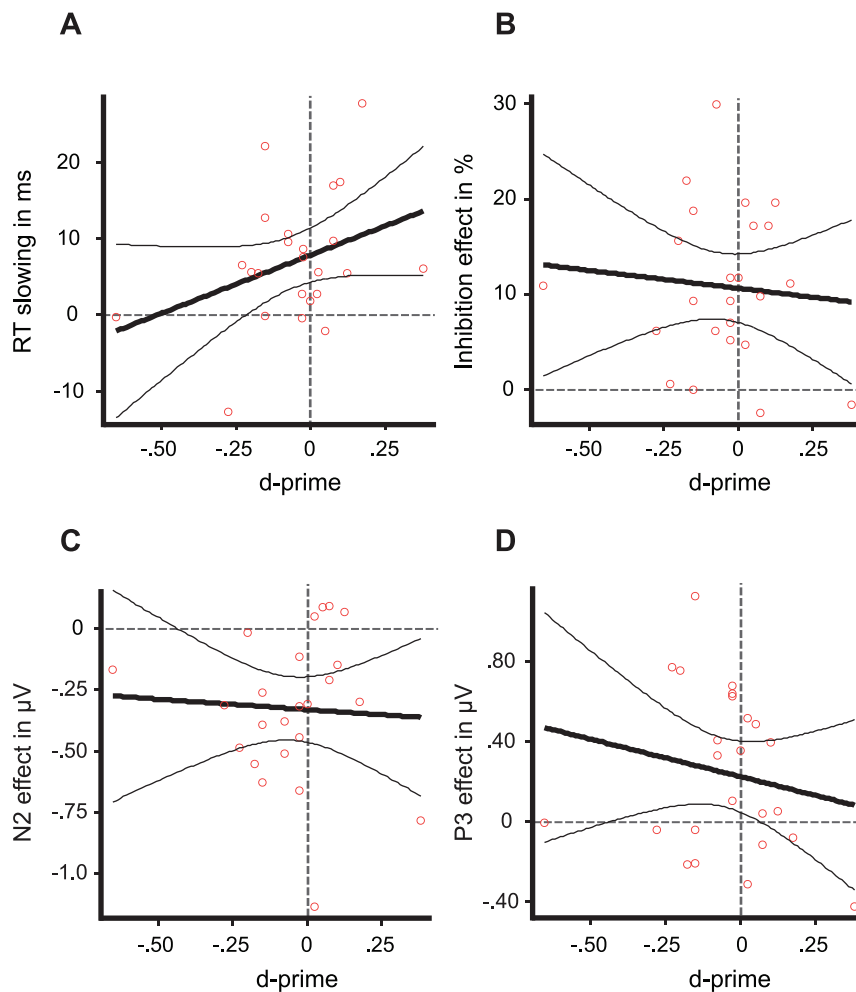 A
B
RT slowing in ms
20
10
0
-10
-.50
-.25
0
.25
d-prime
Inhibition effect in %
30
20
10
0
-.50
-.25
0
.25
d-prime
C
D
N2 effect in µV
0
-.25
-.50
-.75
-1.0
-.50
-.25
0
.25
d-prime
P3 effect in µV
.80
.40
0
-.40
-.50
-.25
0
.25
d-prime